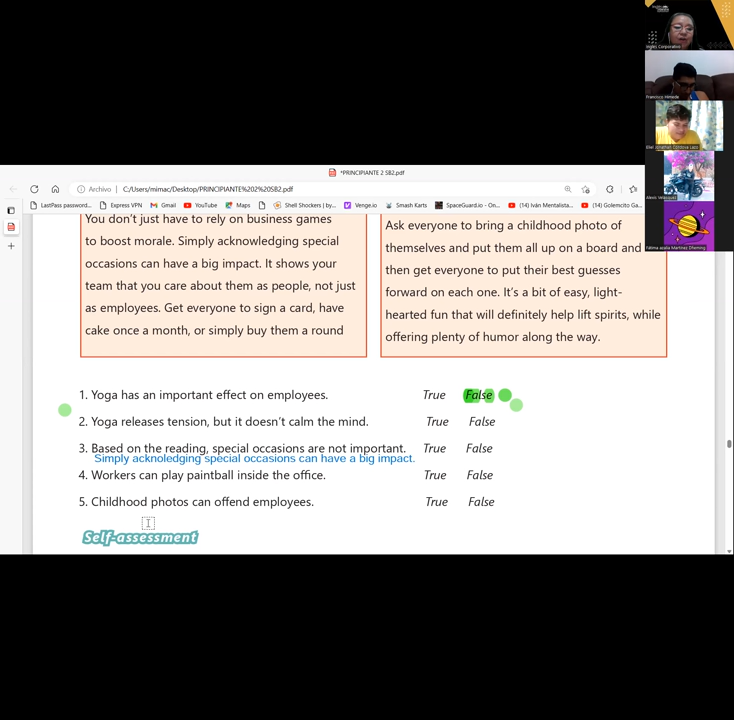 Inglés Corporativo
Francisco Hércule
Alexis Velasquez
Fátima azalia Martínez Ifheming
*PRINCIPIANTE 2 SB2.pdf
Archivo C:/Users/mimac/Desktop/PRINCIPIANTE%202%20SB2.pdf
LastPass password... Express VPN Gmail YouTube Maps Shell Shockers | by... Venge.io (14) Iván Mentalista... Smash Karts SpaceGuard.io - On... (14) Golemcito Ga...
You don't just have to rely on business games
to boost morale. Simply acknowledging special
occasions can have a big impact. It shows your
team that you care about them as people, not just
as employees. Get everyone to sign a card, have
cake once a month, or simply buy them a round
Ask everyone to bring a childhood photo of
themselves and put them all up on a board and
then get everyone to put their best guesses
forward on each one. It's a bit of easy, light-
hearted fun that will definitely help lift spirits, while
offering plenty of humor along the way.
1. Yoga has an important effect on employees. True False
2. Yoga releases tension, but it doesn't calm the mind. True False
3. Based on the reading, special occasions are not important. True False
Simply acknoledging special occasions can have a big impact.
4. Workers can play paintball inside the office. True False
5. Childhood photos can offend employees. True False
Self-assessment